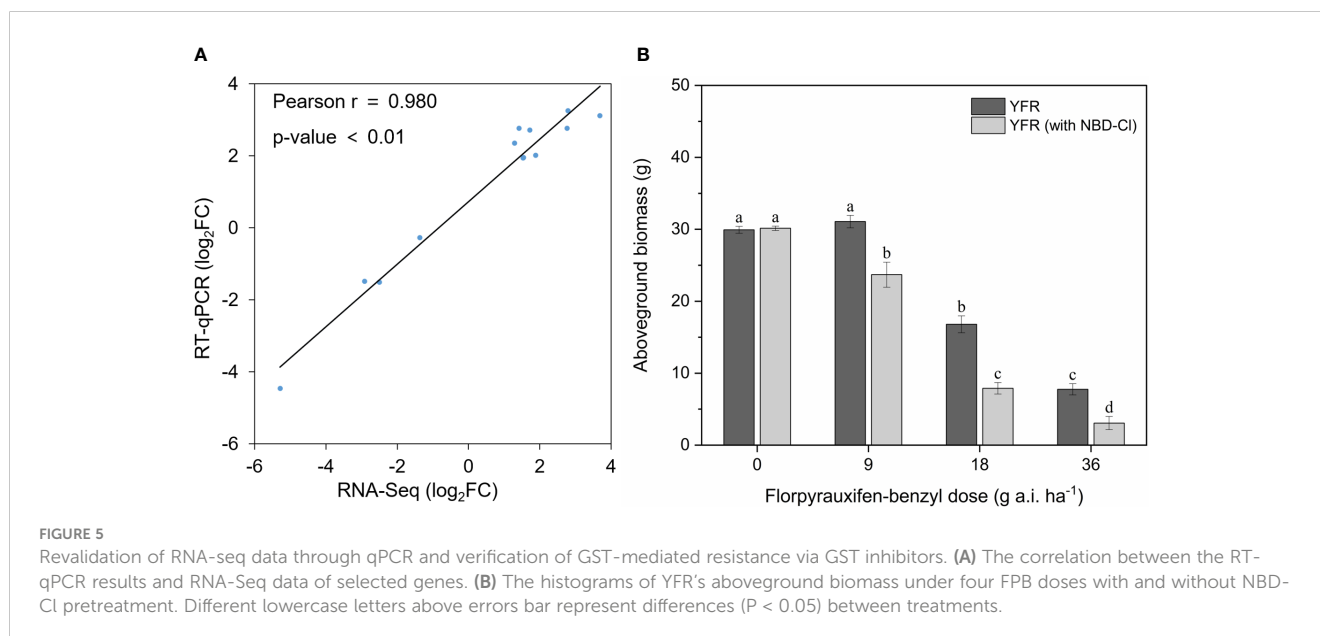 A
Pearson r = 0.980
p-value < 0.01
4
2
0
-2
-4
-6
RT-qPCR (log₂FC)
-6
-4
-2
0
2
4
RNA-Seq (log₂FC)
B
YFR
YFR (with NBD-Cl)
50
40
30
20
10
0
Aboveground biomass (g)
a
a
a
b
b
c
c
d
0
9
18
36
Florpyrauxifen-benzyl dose (g a.i. ha⁻¹)
FIGURE 5
Revalidation of RNA-seq data through qPCR and verification of GST-mediated resistance via GST inhibitors. (A) The correlation between the RT-
qPCR results and RNA-Seq data of selected genes. (B) The histograms of YFR's aboveground biomass under four FPB doses with and without NBD-
Cl pretreatment. Different lowercase letters above errors bar represent differences (P < 0.05) between treatments.